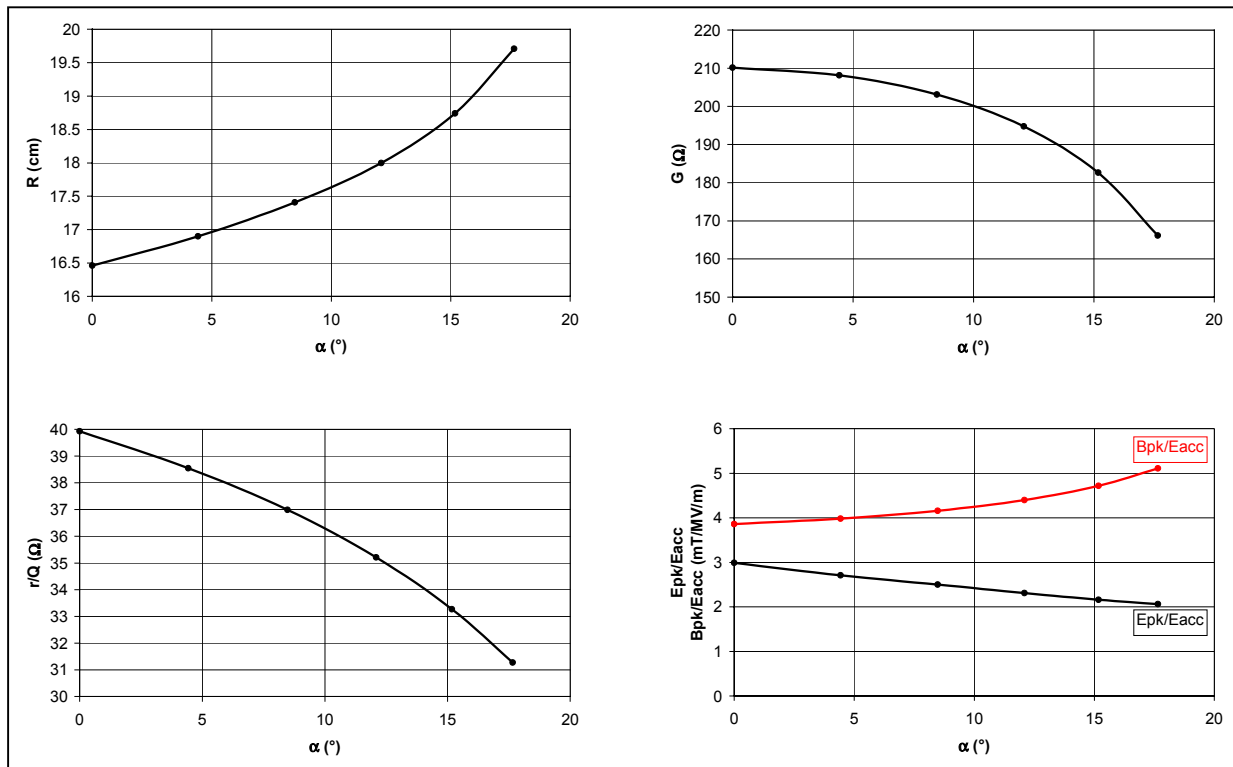 20
19.5
19
18.5
18
17.5
17
16.5
16
R (cm)
0 5 10 15 20
α (°)
220
210
200
190
180
170
160
150
G (Ω)
0 5 10 15 20
α (°)
40
39
38
37
36
35
34
33
32
31
30
r/Q (Ω)
0 5 10 15 20
α (°)
6
5
4
3
2
1
0
Epk/Eacc
Bpk/Eacc (mT/MV/m)
Bpk/Eacc
Epk/Eacc
0 5 10 15 20
α (°)